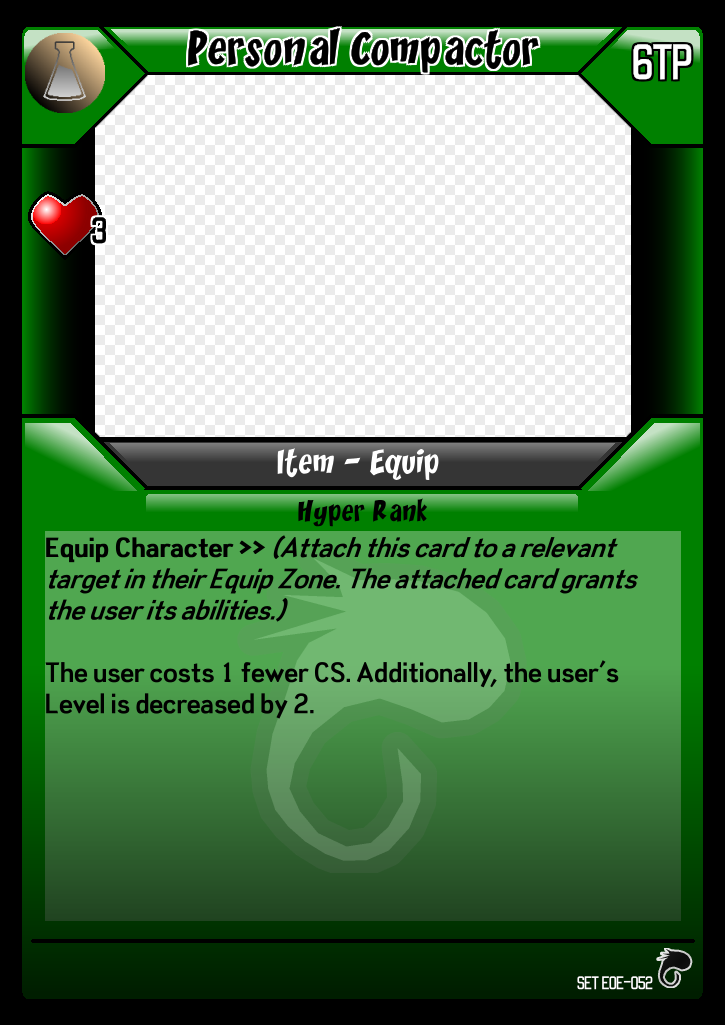 Personal Compactor
6TP
3
Item - Equip
Hyper Rank
Equip Character >> (Attach this card to a relevant
target in their Equip Zone. The attached card grants
the user its abilities.)
The user costs 1 fewer CS. Additionally, the user's
Level is decreased by 2.
SET EOE-052